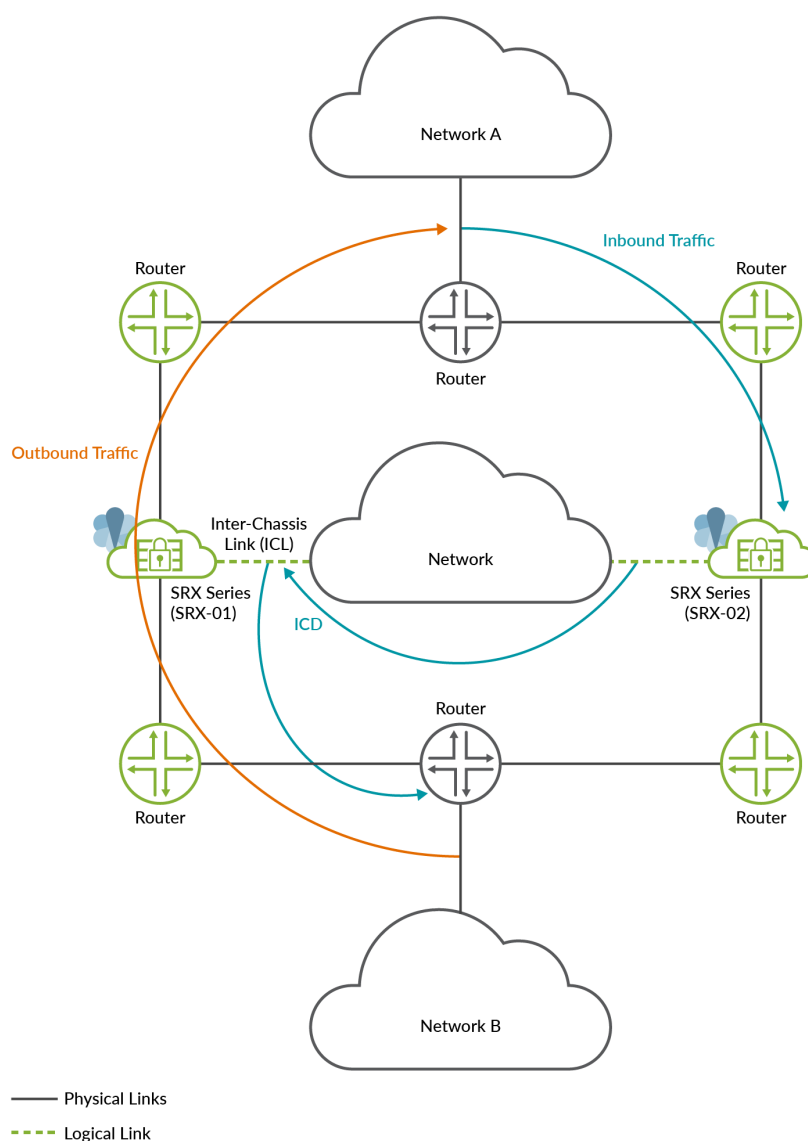 Network A
Inbound Traffic
Router
Router
Router
Outbound Traffic
Inter-Chassis
Link (ICL)
Network
SRX Series
(SRX-01)
SRX Series
(SRX-02)
ICD
Router
Router
Router
Network B
Physical Links
Logical Link